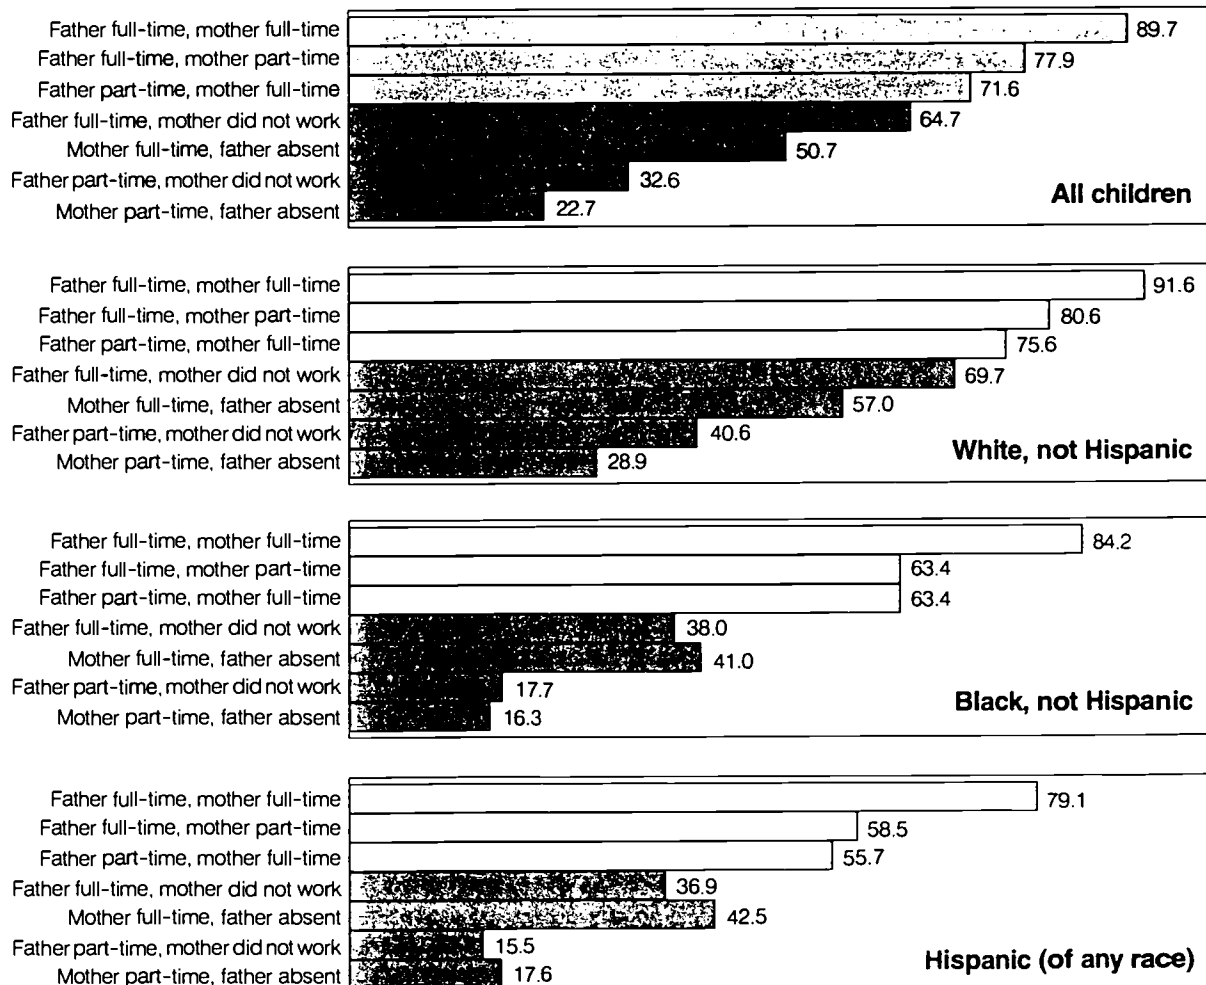 Father full-time, mother full-time 89.7
Father full-time, mother part-time 77.9
Father part-time, mother full-time 71.6
Father full-time, mother did not work 64.7
Mother full-time, father absent 50.7
Father part-time, mother did not work 32.6
Mother part-time, father absent 22.7
All children
Father full-time, mother full-time 91.6
Father full-time, mother part-time 80.6
Father part-time, mother full-time 75.6
Father full-time, mother did not work 69.7
Mother full-time, father absent 57.0
Father part-time, mother did not work 40.6
Mother part-time, father absent 28.9
White, not Hispanic
Father full-time, mother full-time 84.2
Father full-time, mother part-time 63.4
Father part-time, mother full-time 63.4
Father full-time, mother did not work 38.0
Mother full-time, father absent 41.0
Father part-time, mother did not work 17.7
Mother part-time, father absent 16.3
Black, not Hispanic
Father full-time, mother full-time 79.1
Father full-time, mother part-time 58.5
Father part-time, mother full-time 55.7
Father full-time, mother did not work 36.9
Mother full-time, father absent 42.5
Father part-time, mother did not work 15.5
Mother part-time, father absent 17.6
Hispanic (of any race)